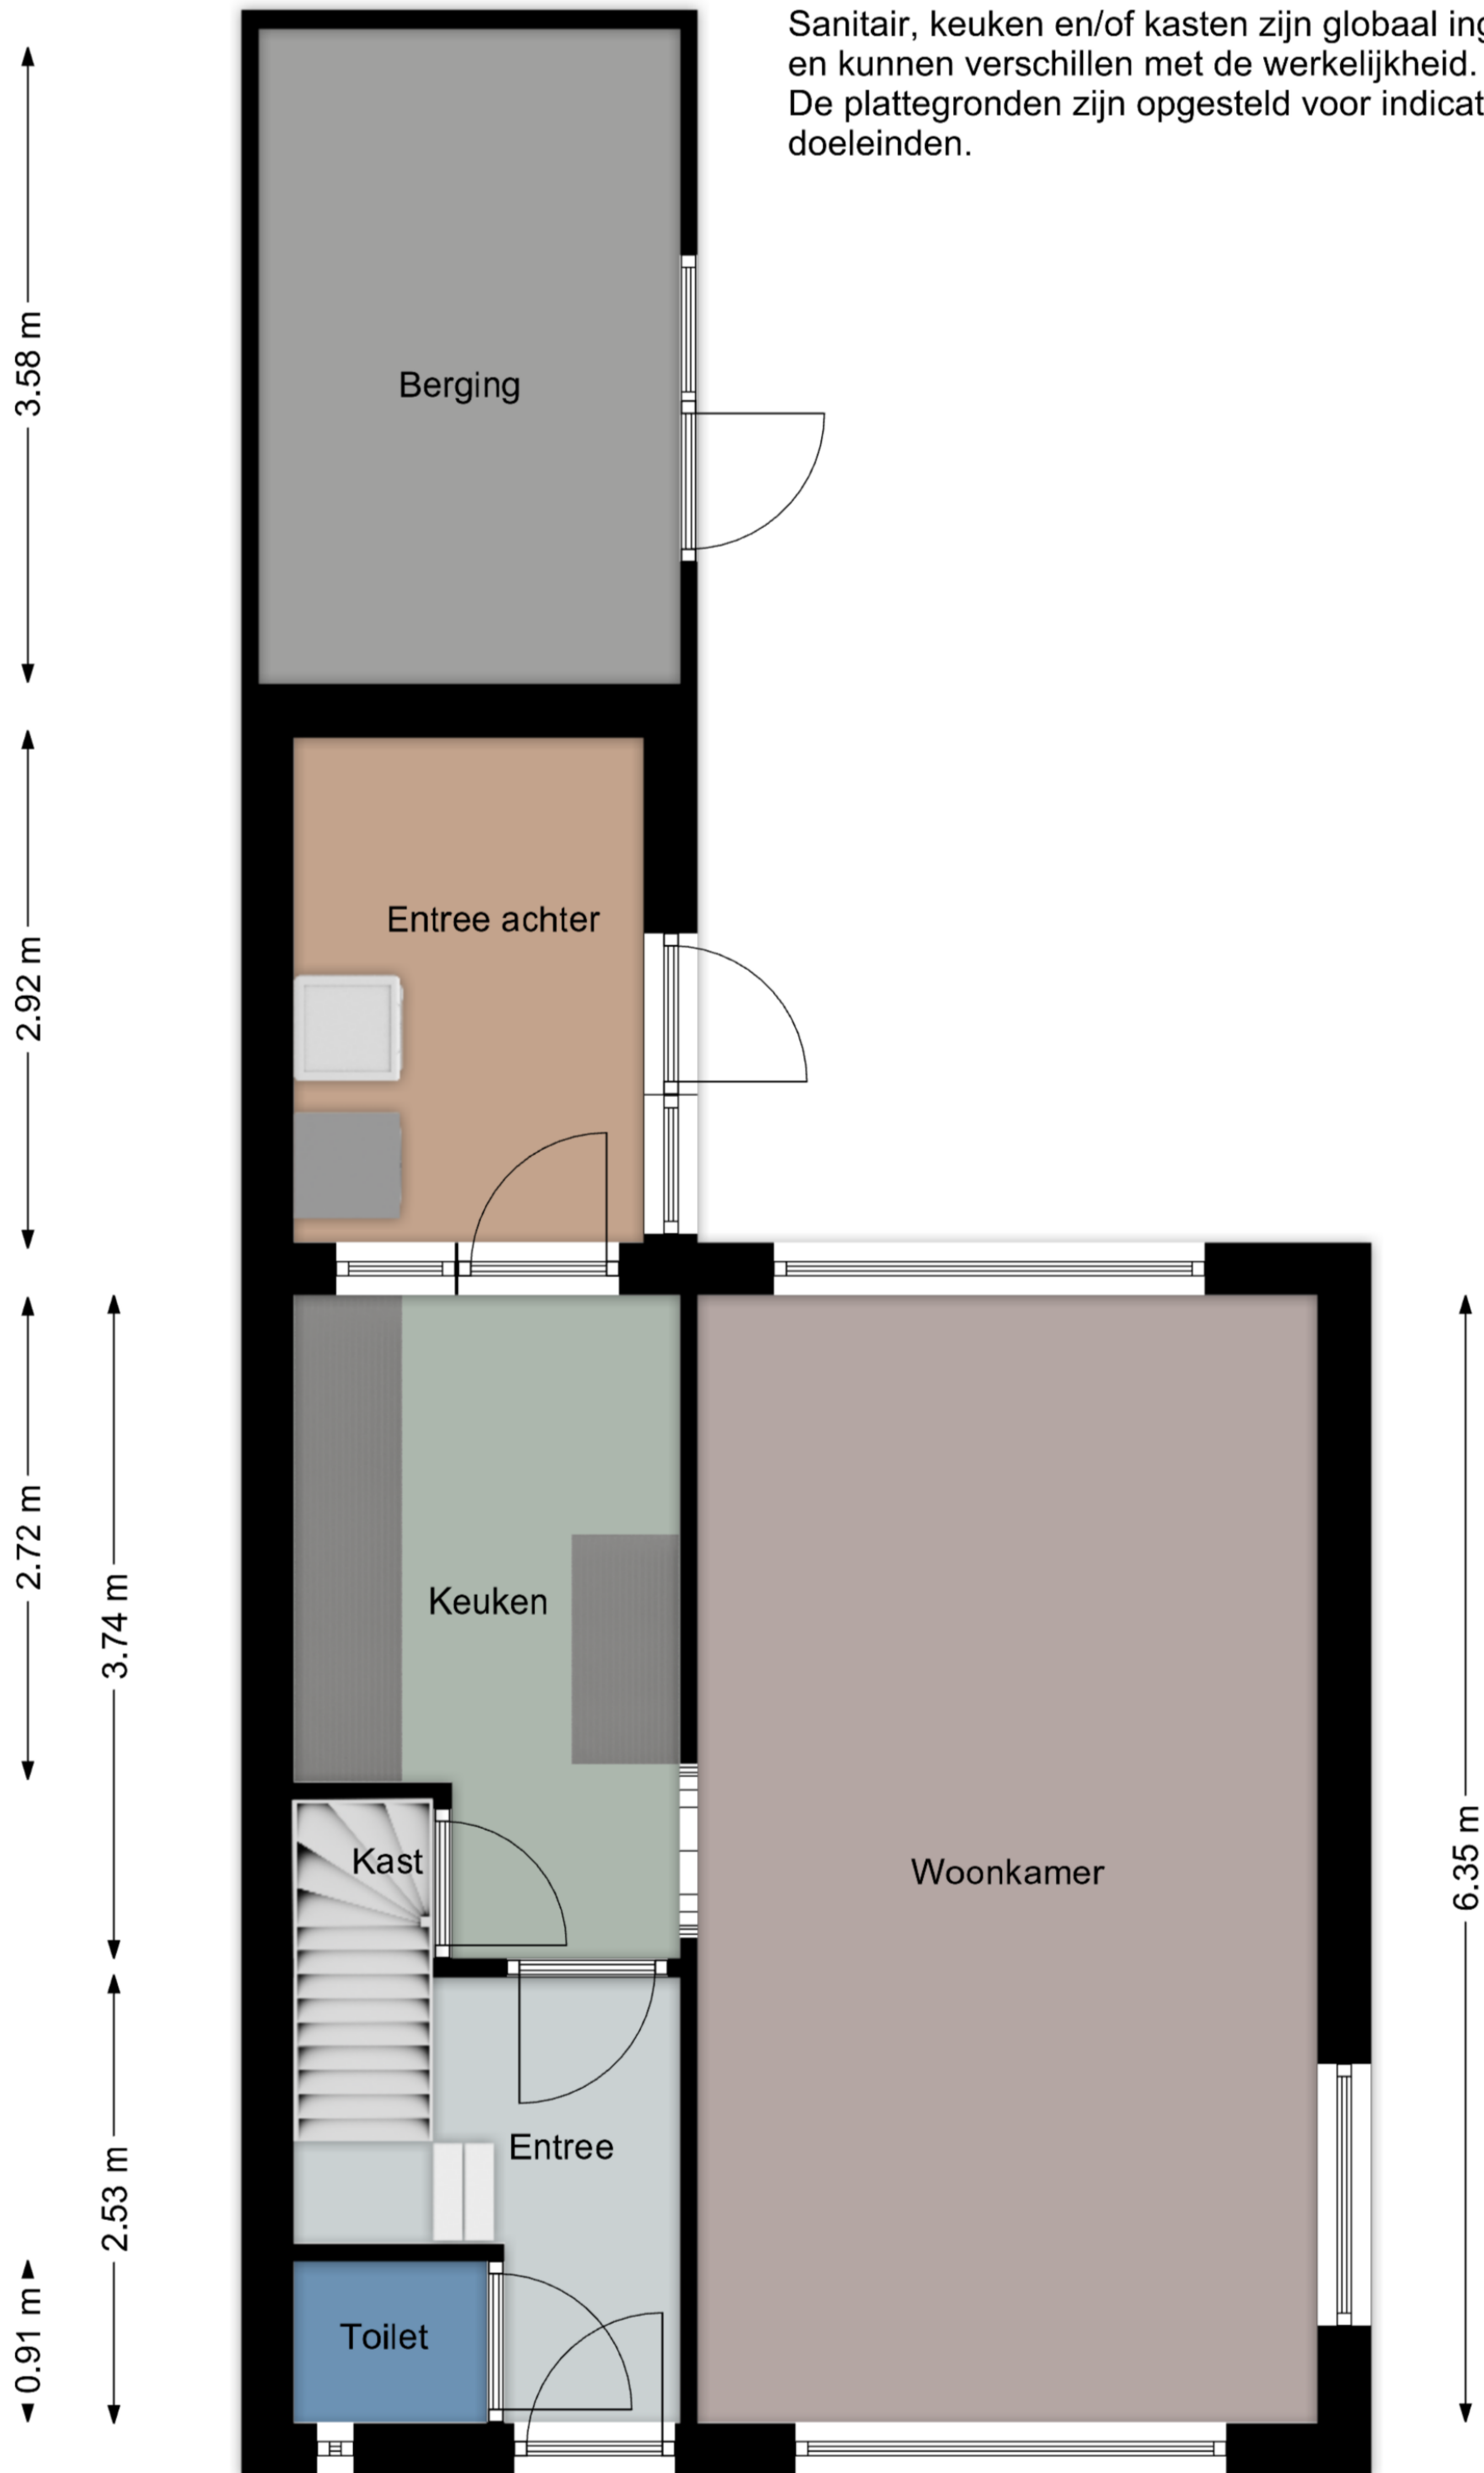 Sanitair, keuken en/of kasten zijn globaal
en kunnen verschillen met de werkelijkheid.
De plattegronden zijn opgesteld voor
doeleinden.
3.58 m
Berging
Entree achter
2.92 m
2.72 m
3.74 m
Keuken
Kast
Woonkamer
6.35 m
Entree
2.53 m
Toilet
0.91 m